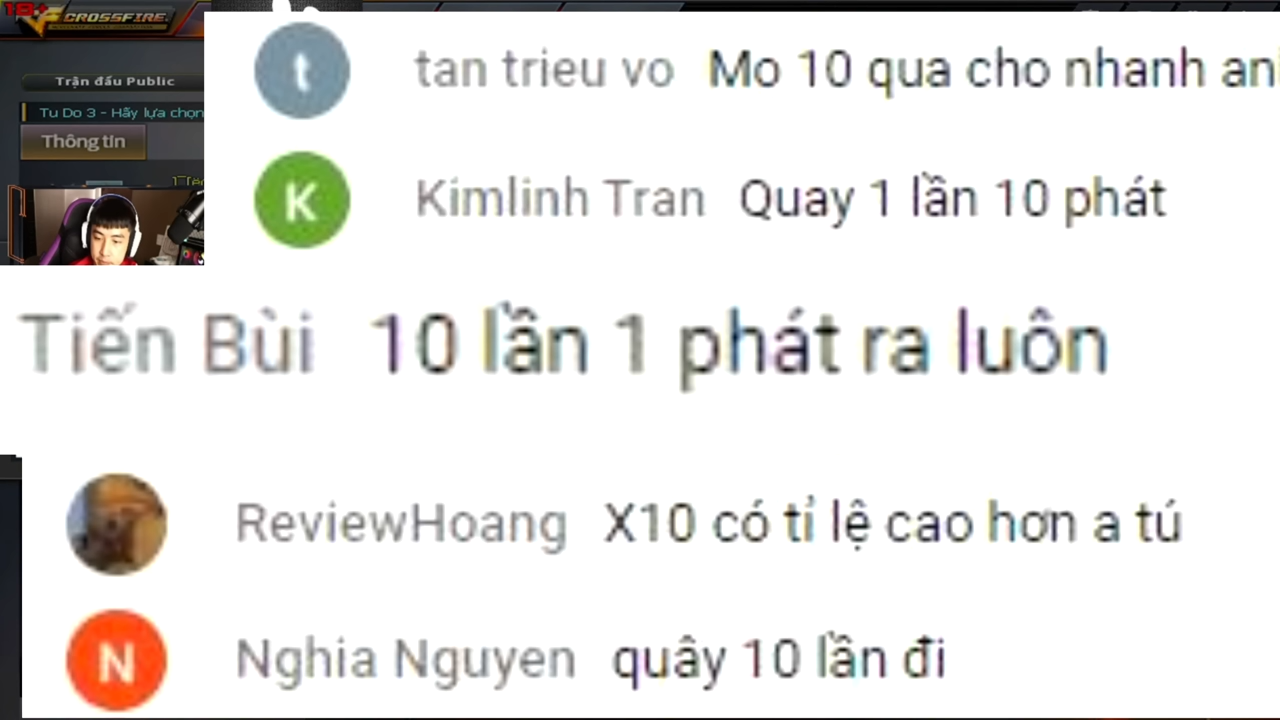 18+
CROSSFIRE
Trận đấu Public
Tu Do 3 - Hãy lựa chọn
Thông tin
t tan trieu vo Mo 10 qua cho nhanh an
K Kimlinh Tran Quay 1 lần 10 phát
Tiến Bùi 10 lần 1 phát ra luôn
ReviewHoang X10 có tỉ lệ cao hơn a tú
N Nghia Nguyen quây 10 lần đi